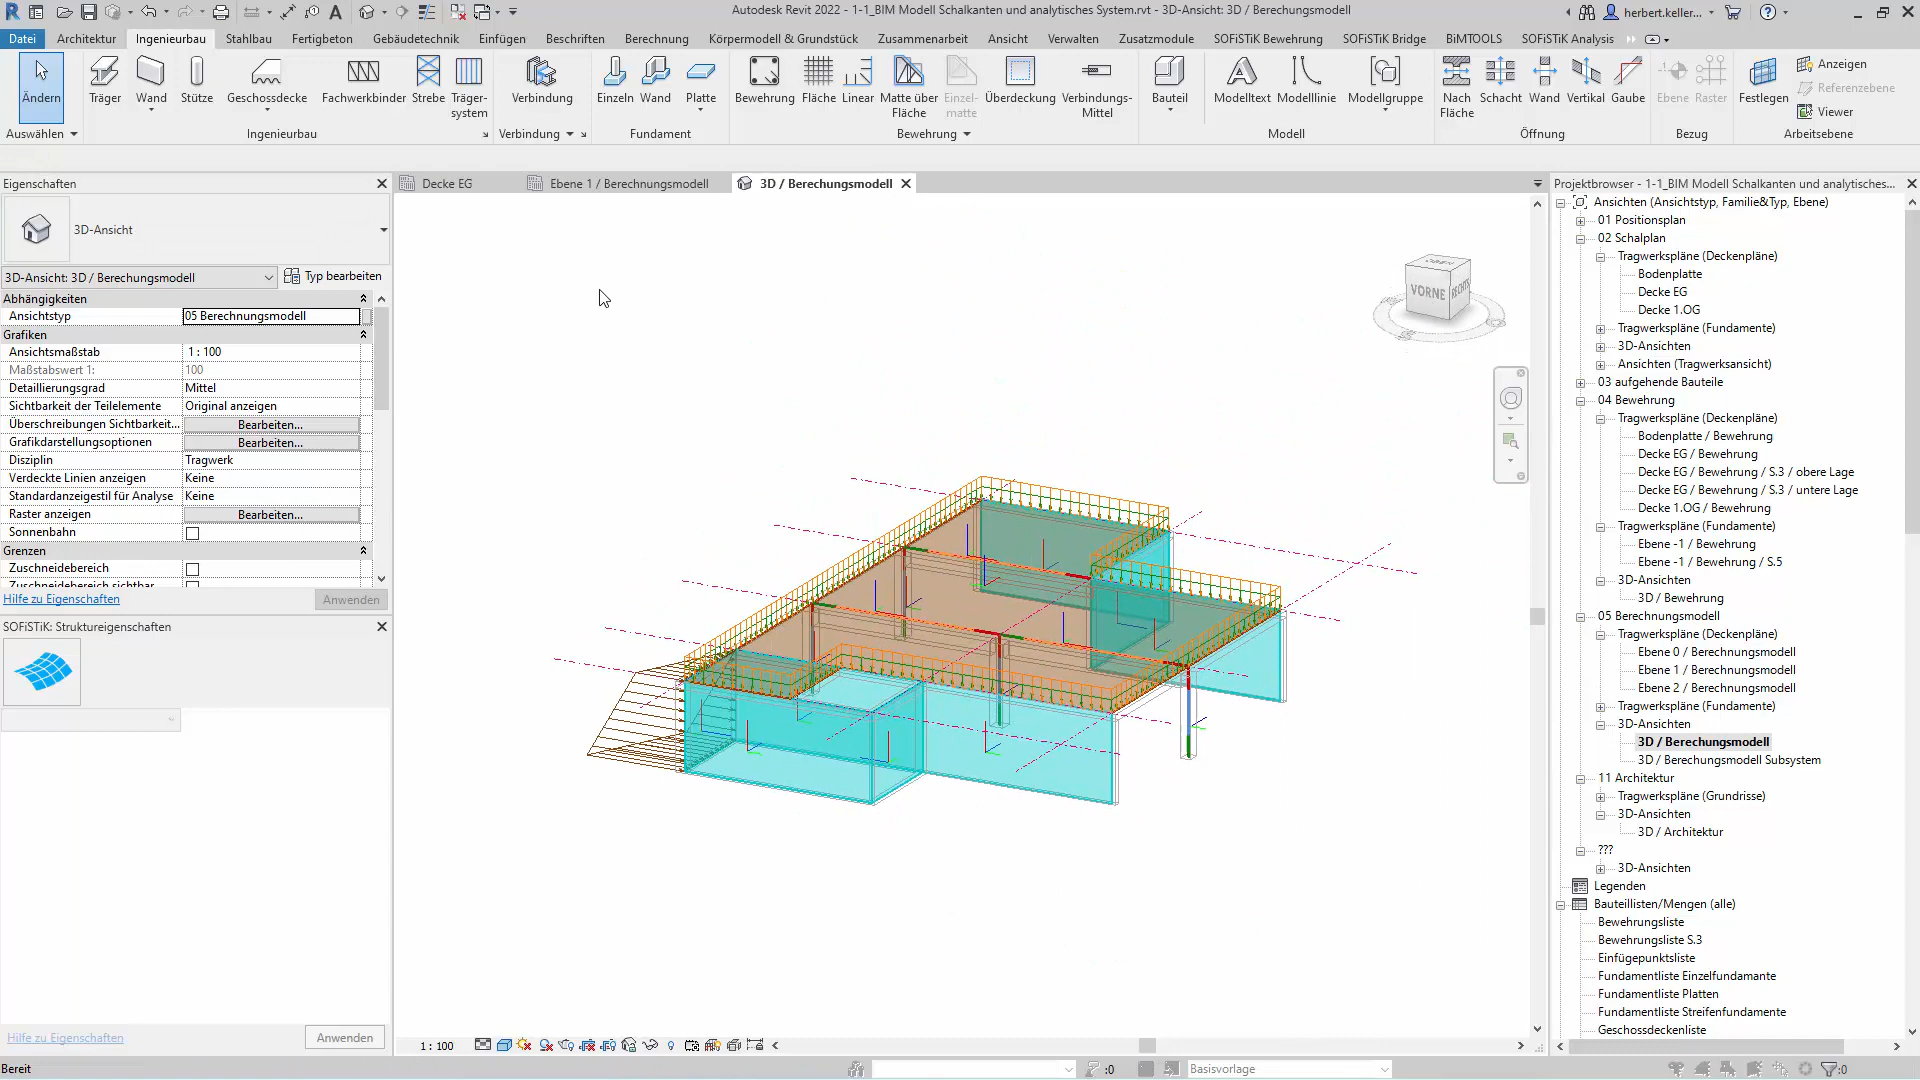 Autodesk Revit 2022 - 1-1_BIM Modell Schalkanten und analytisches System.rvt - 3D-Ansicht: 3D / Berechungsmodell
herbert.keller...
Datei Architektur Ingenieurbau Stahlbau Fertigbeton Gebäudetechnik Einfügen Beschriften Berechnung Körpermodell & Grundstück Zusammenarbeit Ansicht Verwalten Zusatzmodule SOFiSTiK Bewehrung SOFiSTiK Bridge BiMTOOLS SOFiSTiK Analysis
Ändern Träger Wand Stütze Geschossdecke Fachwerkbinder Strebe Träger-system Verbindung Einzeln Wand Platte Bewehrung Fläche Linear Matte über Fläche Einzel-matte Überdeckung Verbindungs-Mittel Bauteil Modelltext Modelllinie Modellgruppe Nach Fläche Schacht Wand Vertikal Gaube Ebene Raster Festlegen Anzeigen
Referenzebene
Viewer
Auswählen Ingenieurbau Verbindung Fundament Bewehrung Modell Öffnung Bezug Arbeitsebene
Eigenschaften
3D-Ansicht
3D-Ansicht: 3D / Berechungsmodell Typ bearbeiten
Abhängigkeiten
Ansichtstyp 05 Berechnungsmodell
Grafiken
Ansichtsmaßstab 1 : 100
Maßstabswert 1: 100
Detaillierungsgrad Mittel
Sichtbarkeit der Teilelemente Original anzeigen
Überschreibungen Sichtbarkeit... Bearbeiten...
Grafikdarstellungsoptionen Bearbeiten...
Disziplin Tragwerk
Verdeckte Linien anzeigen Keine
Standardanzeigestil für Analyse Keine
Raster anzeigen Bearbeiten...
Sonnenbahn
Grenzen
Zuschneidebereich
Zuschneidebereich sichtbar
Hilfe zu Eigenschaften Anwenden
SOFiSTiK: Struktureigenschaften
Hilfe zu Eigenschaften Anwenden
Bereit
Decke EG Ebene 1 / Berechnungsmodell 3D / Berechungsmodell
VORNE RECHTS
1 : 100
:0 Basisvorlage :0
Projektbrowser - 1-1_BIM Modell Schalkanten und analytisches...
Ansichten (Ansichtstyp, Familie&Typ, Ebene)
01 Positionsplan
02 Schalplan
Tragwerkspläne (Deckenpläne)
Bodenplatte
Decke EG
Decke 1.OG
Tragwerkspläne (Fundamente)
3D-Ansichten
Ansichten (Tragwerksansicht)
03 aufgehende Bauteile
04 Bewehrung
Tragwerkspläne (Deckenpläne)
Bodenplatte / Bewehrung
Decke EG / Bewehrung
Decke EG / Bewehrung / S.3 / obere Lage
Decke EG / Bewehrung / S.3 / untere Lage
Decke 1.OG / Bewehrung
Tragwerkspläne (Fundamente)
Ebene -1 / Bewehrung
Ebene -1 / Bewehrung / S.5
3D-Ansichten
3D / Bewehrung
05 Berechnungsmodell
Tragwerkspläne (Deckenpläne)
Ebene 0 / Berechnungsmodell
Ebene 1 / Berechnungsmodell
Ebene 2 / Berechnungsmodell
Tragwerkspläne (Fundamente)
3D-Ansichten
3D / Berechungsmodell
3D / Berechungsmodell Subsystem
11 Architektur
Tragwerkspläne (Grundrisse)
3D-Ansichten
3D / Architektur
???
3D-Ansichten
Legenden
Bauteillisten/Mengen (alle)
Bewehrungsliste
Bewehrungsliste S.3
Einfügepunktsliste
Fundamentliste Einzelfundamante
Fundamentliste Platten
Fundamentliste Streifenfundamente
Geschossdeckenliste